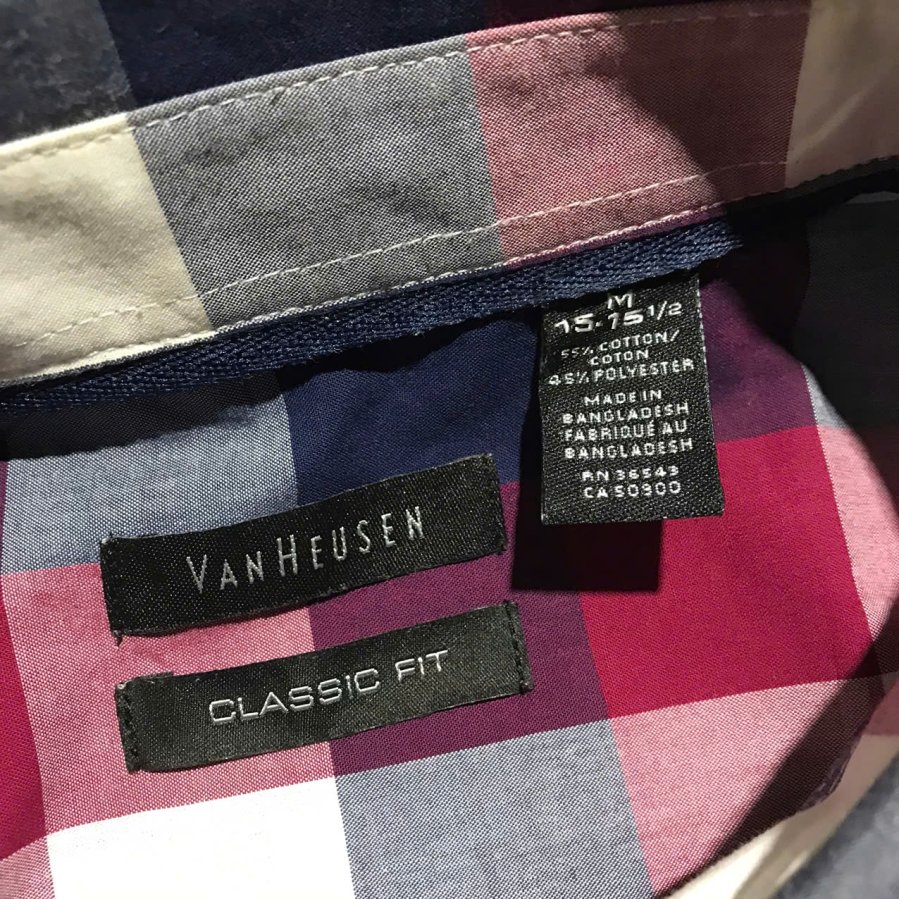 M
15-15 1/2
55% COTTON/
COTON
45% POLYESTER
MADE IN
BANGLADESH
FABRIQUÉ AU
BANGLADESH
RN 36543
CA 50900
VANHEUSEN
CLASSIC FIT